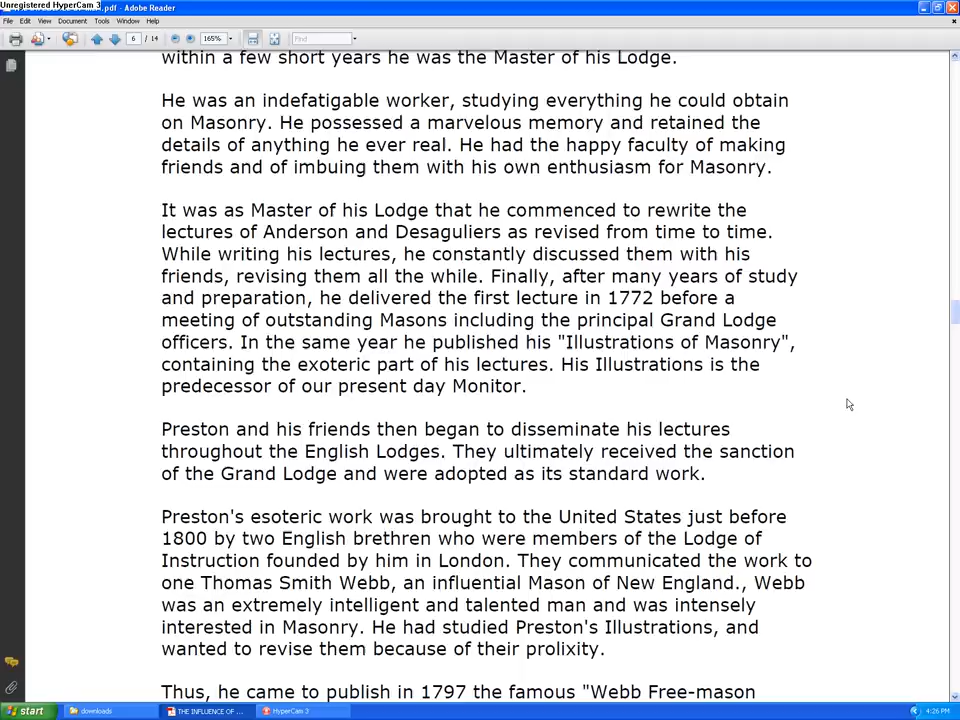 Unregistered HyperCam 3
.pdf - Adobe Reader
File Edit View Document Tools Window Help
6 / 14 165% Find
within a few short years he was the Master of his Lodge.
He was an indefatigable worker, studying everything he could obtain
on Masonry. He possessed a marvelous memory and retained the
details of anything he ever real. He had the happy faculty of making
friends and of imbuing them with his own enthusiasm for Masonry.
It was as Master of his Lodge that he commenced to rewrite the
lectures of Anderson and Desaguliers as revised from time to time.
While writing his lectures, he constantly discussed them with his
friends, revising them all the while. Finally, after many years of study
and preparation, he delivered the first lecture in 1772 before a
meeting of outstanding Masons including the principal Grand Lodge
officers. In the same year he published his "Illustrations of Masonry",
containing the exoteric part of his lectures. His Illustrations is the
predecessor of our present day Monitor.
Preston and his friends then began to disseminate his lectures
throughout the English Lodges. They ultimately received the sanction
of the Grand Lodge and were adopted as its standard work.
Preston's esoteric work was brought to the United States just before
1800 by two English brethren who were members of the Lodge of
Instruction founded by him in London. They communicated the work to
one Thomas Smith Webb, an influential Mason of New England., Webb
was an extremely intelligent and talented man and was intensely
interested in Masonry. He had studied Preston's Illustrations, and
wanted to revise them because of their prolixity.
Thus, he came to publish in 1797 the famous "Webb Free-mason
start downloads THE INFLUENCE OF ... HyperCam 3 4:26 PM